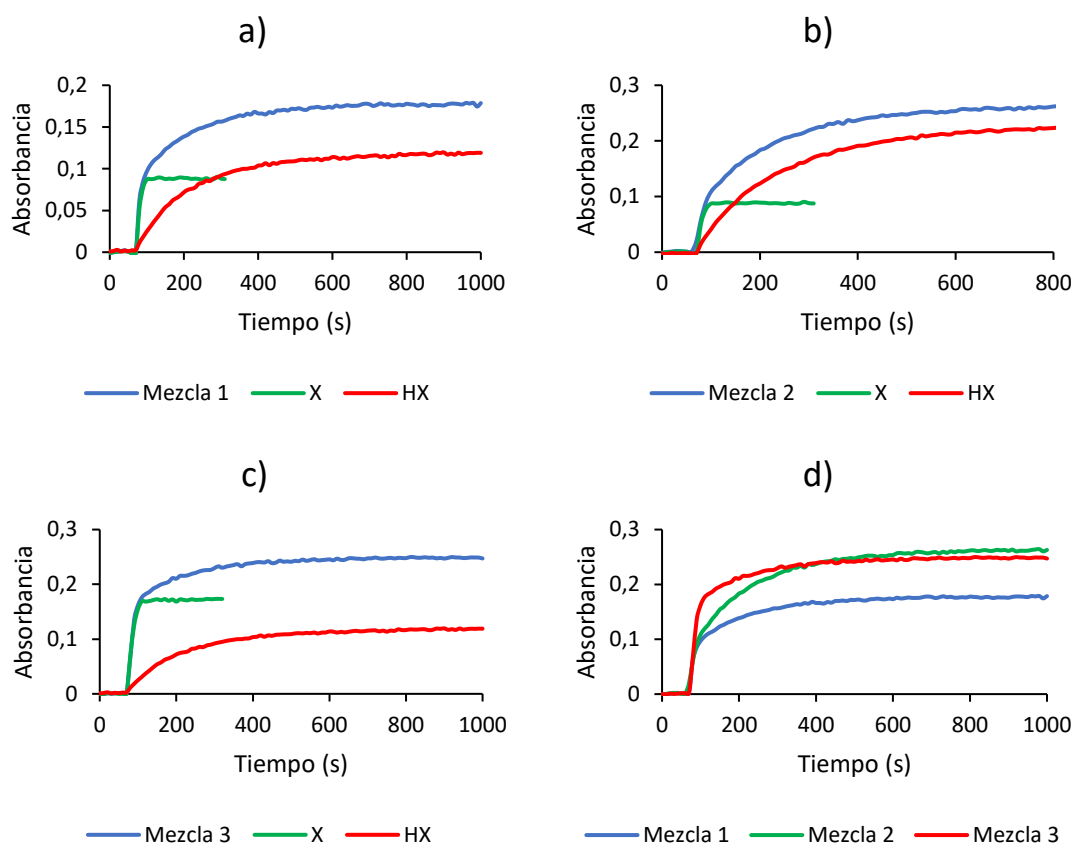 a)
Absorbancia
0,2
0,15
0,1
0,05
0
0 200 400 600 800 1000
Tiempo (s)
Mezcla 1 X HX
b)
Absorbancia
0,3
0,2
0,1
0
0 200 400 600 800
Tiempo (s)
Mezcla 2 X HX
c)
Absorbancia
0,3
0,2
0,1
0
0 200 400 600 800 1000
Tiempo (s)
Mezcla 3 X HX
d)
Absorbancia
0,3
0,2
0,1
0
0 200 400 600 800 1000
Tiempo (s)
Mezcla 1 Mezcla 2 Mezcla 3